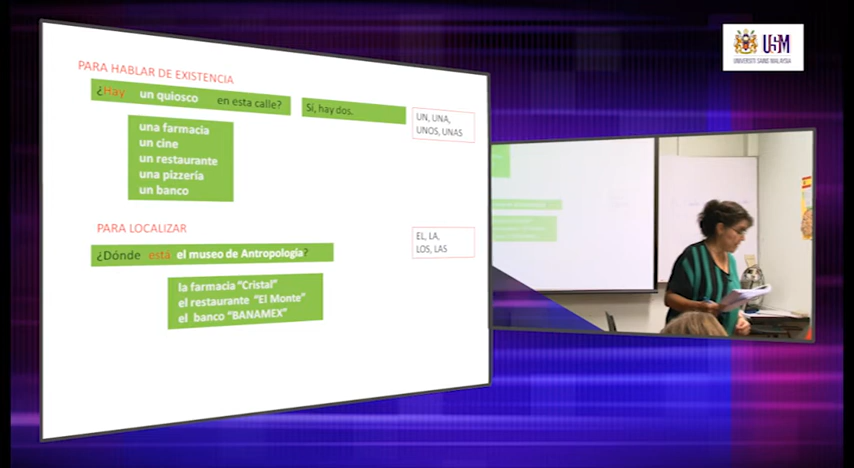 PARA HABLAR DE EXISTENCIA
¿Hay un quiosco en esta calle?
Sí, hay dos.
UN, UNA,
UNOS, UNAS
una farmacia
un cine
un restaurante
una pizzería
un banco
PARA LOCALIZAR
¿Dónde está el museo de Antropología?
EL, LA,
LOS, LAS
la farmacia "Cristal"
el restaurante "El Monte"
el banco "BANAMEX"
USM
UNIVERSITI SAINS MALAYSIA